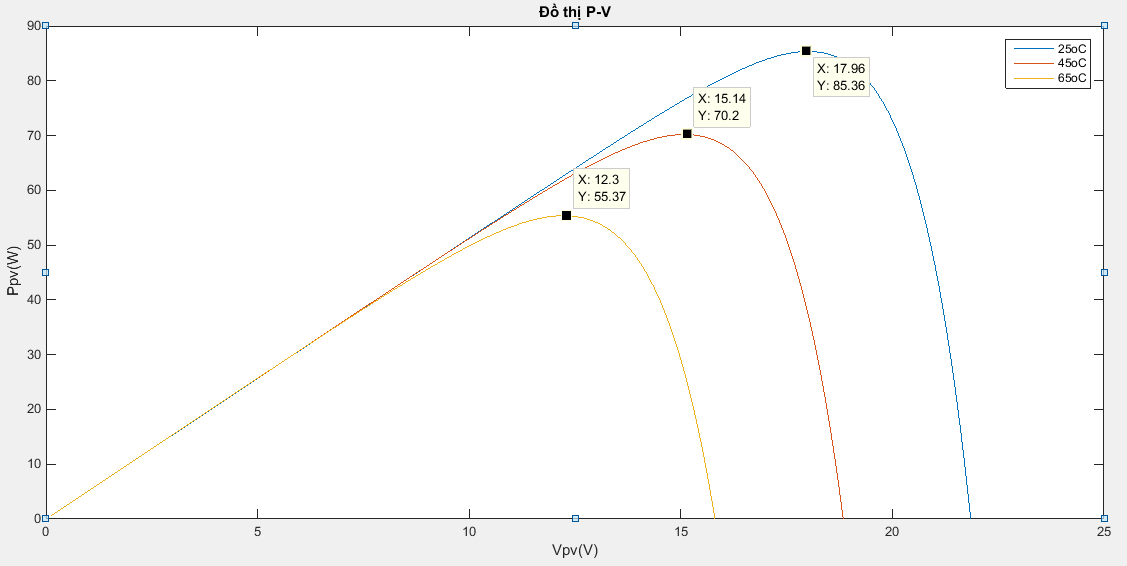 Đồ thị P-V
90
80
70
60
50
40
30
20
10
0
Ppv(W)
25oC
45oC
65oC
X: 17.96
Y: 85.36
X: 15.14
Y: 70.2
X: 12.3
Y: 55.37
0
5
10
15
20
25
Vpv(V)